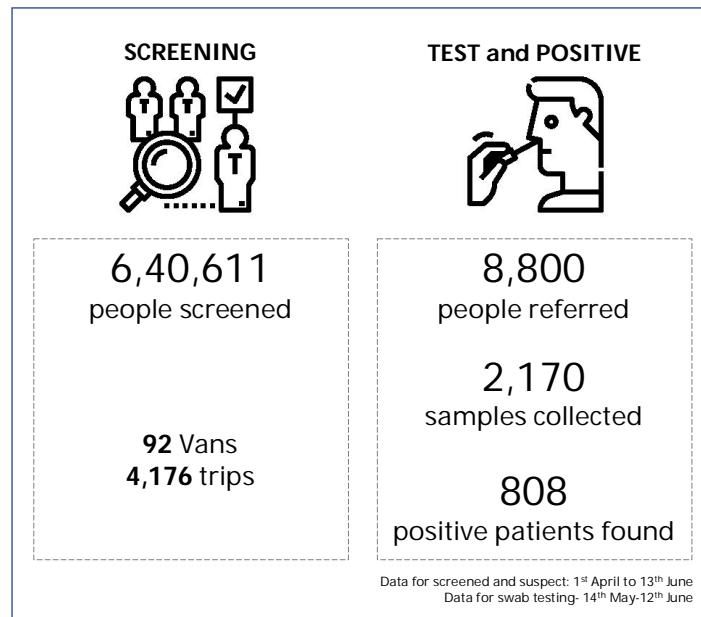 SCREENING
T T
T
6,40,611
people screened
92 Vans
4,176 trips
TEST and POSITIVE
8,800
people referred
2,170
samples collected
808
positive patients found
Data for screened and suspect: 1st April to 13th June
Data for swab testing- 14th May-12th June